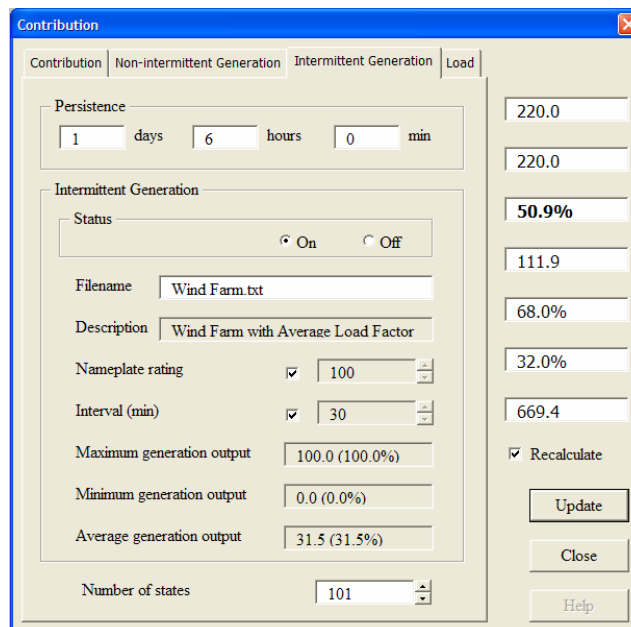 Contribution
Contribution Non-intermittent Generation Intermittent Generation Load
Persistence
1 days 6 hours 0 min
Intermittent Generation
Status
On Off
Filename Wind Farm.txt
Description Wind Farm with Average Load Factor
Nameplate rating 100
Interval (min) 30
Maximum generation output 100.0 (100.0%)
Minimum generation output 0.0 (0.0%)
Average generation output 31.5 (31.5%)
Number of states 101
220.0
220.0
50.9%
111.9
68.0%
32.0%
669.4
Recalculate
Update
Close
Help